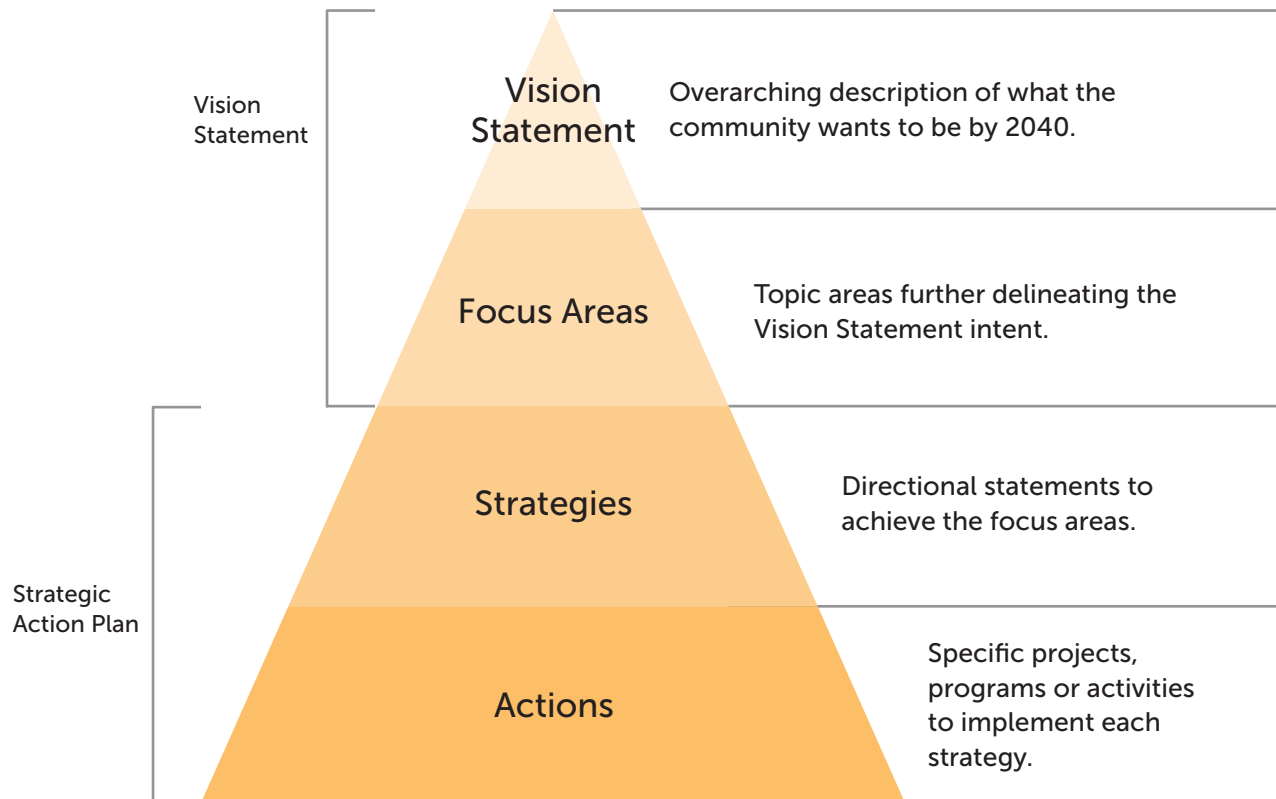 Vision
Statement
Vision
Statement
Overarching description of what the
community wants to be by 2040.
Focus Areas
Topic areas further delineating the
Vision Statement intent.
Strategies
Directional statements to
achieve the focus areas.
Strategic
Action Plan
Actions
Specific projects,
programs or activities
to implement each
strategy.